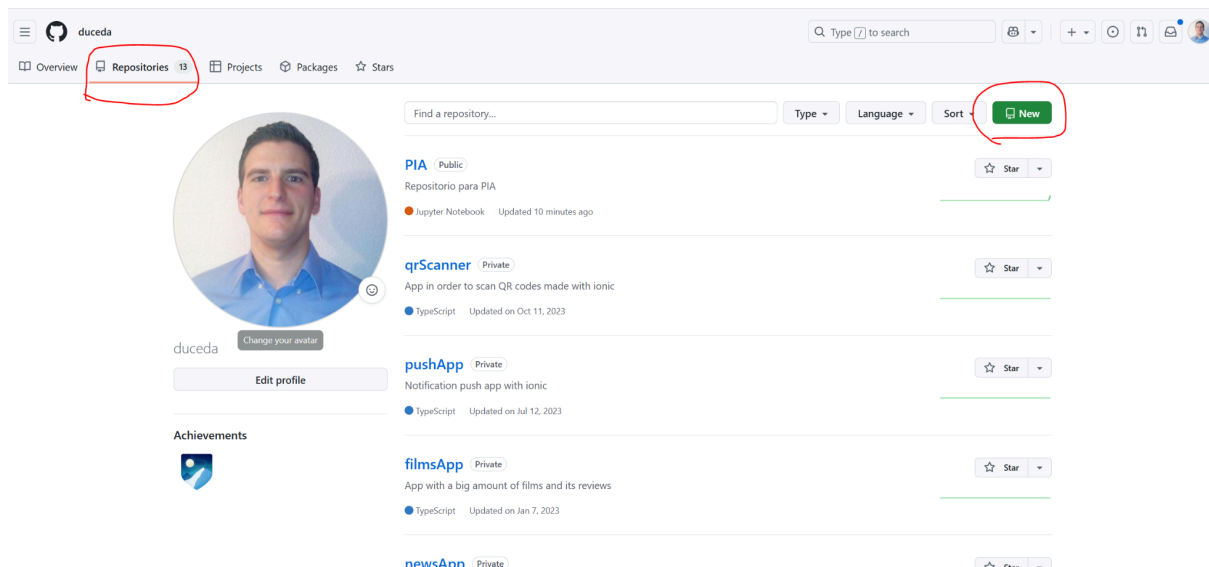 duceda
Type / to search
Overview Repositories 13 Projects Packages Stars
Find a repository... Type Language Sort New
PIA Public Star
Repositorio para PIA
Jupyter Notebook Updated 10 minutes ago
qrScanner Private Star
App in order to scan QR codes made with ionic
TypeScript Updated on Oct 11, 2023
Change your avatar
duceda
Edit profile
Achievements
pushApp Private Star
Notification push app with ionic
TypeScript Updated on Jul 12, 2023
filmsApp Private Star
App with a big amount of films and its reviews
TypeScript Updated on Jan 7, 2023
newsApp Private Star